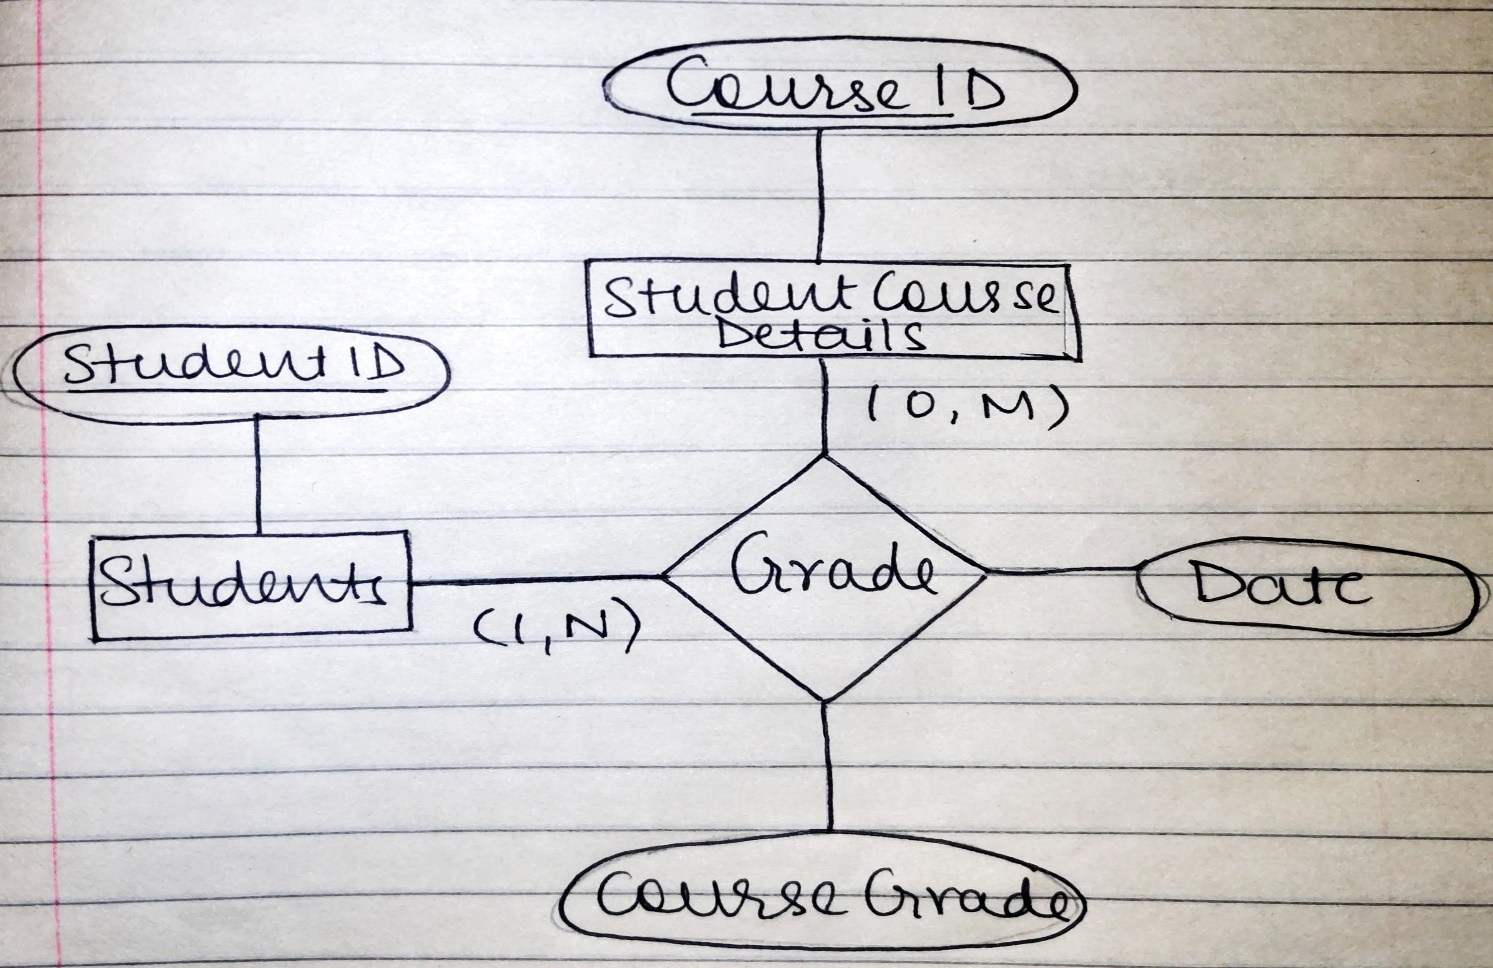 Course ID
Student Course
Details
(0, M)
Student ID
Students
(1, N)
Grade
Date
Course Grade